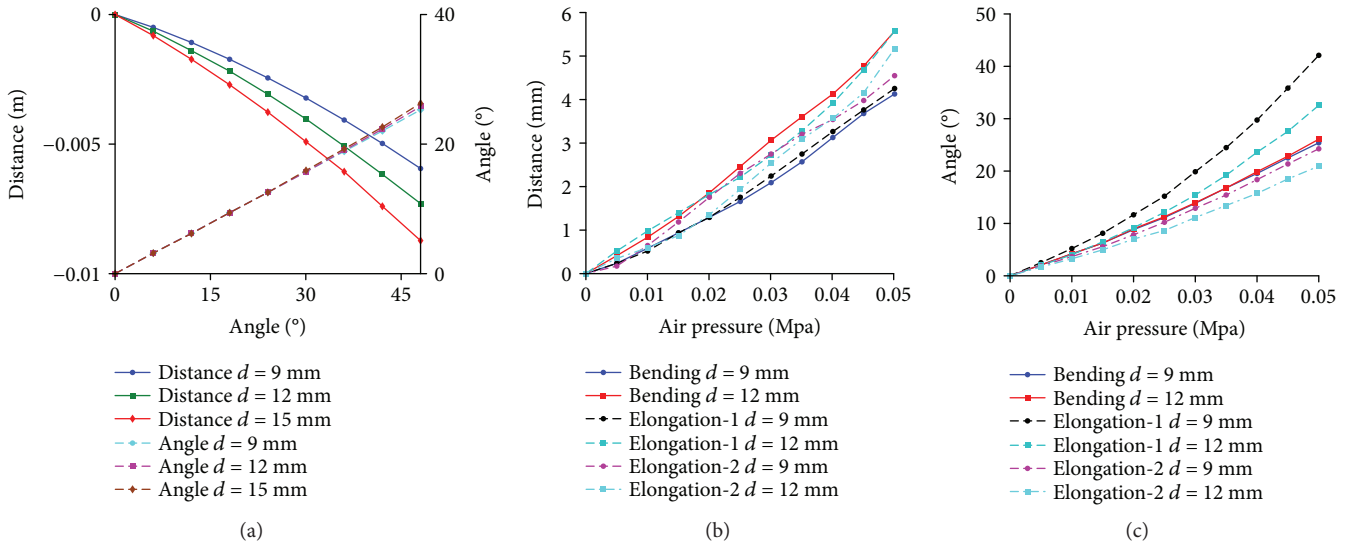 0
−0.005
−0.01
Distance (m)
40
20
0
Angle (°)
0
15
30
45
Angle (°)
Distance d = 9 mm
Distance d = 12 mm
Distance d = 15 mm
Angle d = 9 mm
Angle d = 12 mm
Angle d = 15 mm
(a)
6
5
4
3
2
1
0
Distance (mm)
0
0.01
0.02
0.03
0.04
0.05
Air pressure (Mpa)
Bending d = 9 mm
Bending d = 12 mm
Elongation-1 d = 9 mm
Elongation-1 d = 12 mm
Elongation-2 d = 9 mm
Elongation-2 d = 12 mm
(b)
50
40
30
20
10
0
Angle (°)
0
0.01
0.02
0.03
0.04
0.05
Air pressure (Mpa)
Bending d = 9 mm
Bending d = 12 mm
Elongation-1 d = 9 mm
Elongation-1 d = 12 mm
Elongation-2 d = 9 mm
Elongation-2 d = 12 mm
(c)